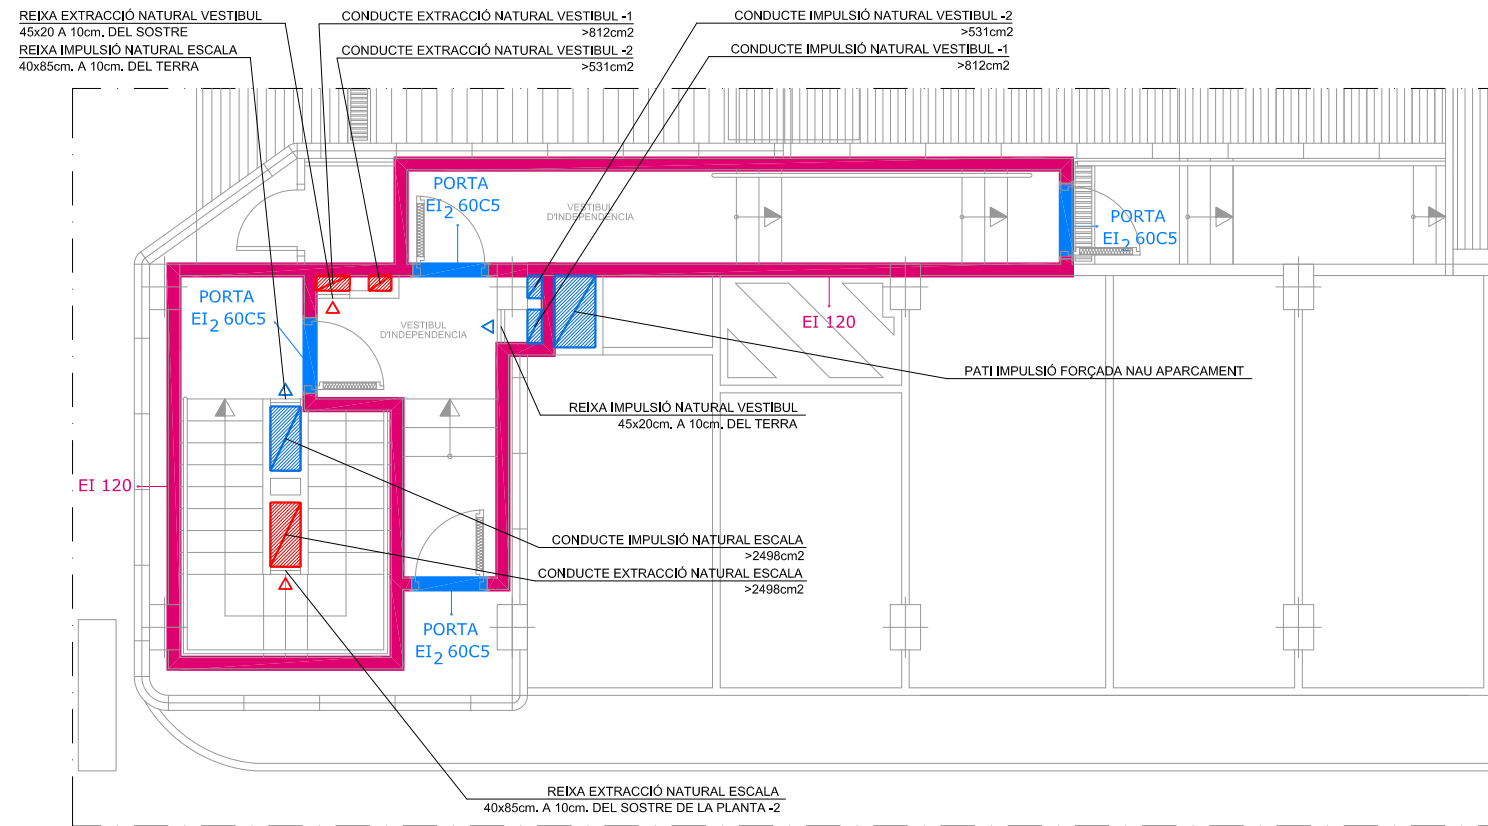 REIXA EXTRACCIÓ NATURAL VESTIBUL
45x20 A 10cm. DEL SOSTRE
REIXA IMPULSIÓ NATURAL ESCALA
40x85cm. A 10cm. DEL TERRA
CONDUCTE EXTRACCIÓ NATURAL VESTIBUL -1
>812cm2
CONDUCTE EXTRACCIÓ NATURAL VESTIBUL -2
>531cm2
CONDUCTE IMPULSIÓ NATURAL VESTIBUL -2
>531cm2
CONDUCTE IMPULSIÓ NATURAL VESTIBUL -1
>812cm2
PORTA
EI2 60C5
VESTIBUL
D'INDEPENDENCIA
PORTA
EI2 60C5
PORTA
EI2 60C5
VESTIBUL
D'INDEPENDENCIA
EI 120
PATI IMPULSIÓ FORÇADA NAU APARCAMENT
REIXA IMPULSIÓ NATURAL VESTIBUL
45x20cm. A 10cm. DEL TERRA
EI 120
CONDUCTE IMPULSIÓ NATURAL ESCALA
>2498cm2
CONDUCTE EXTRACCIÓ NATURAL ESCALA
>2498cm2
PORTA
EI2 60C5
REIXA EXTRACCIÓ NATURAL ESCALA
40x85cm. A 10cm. DEL SOSTRE DE LA PLANTA -2